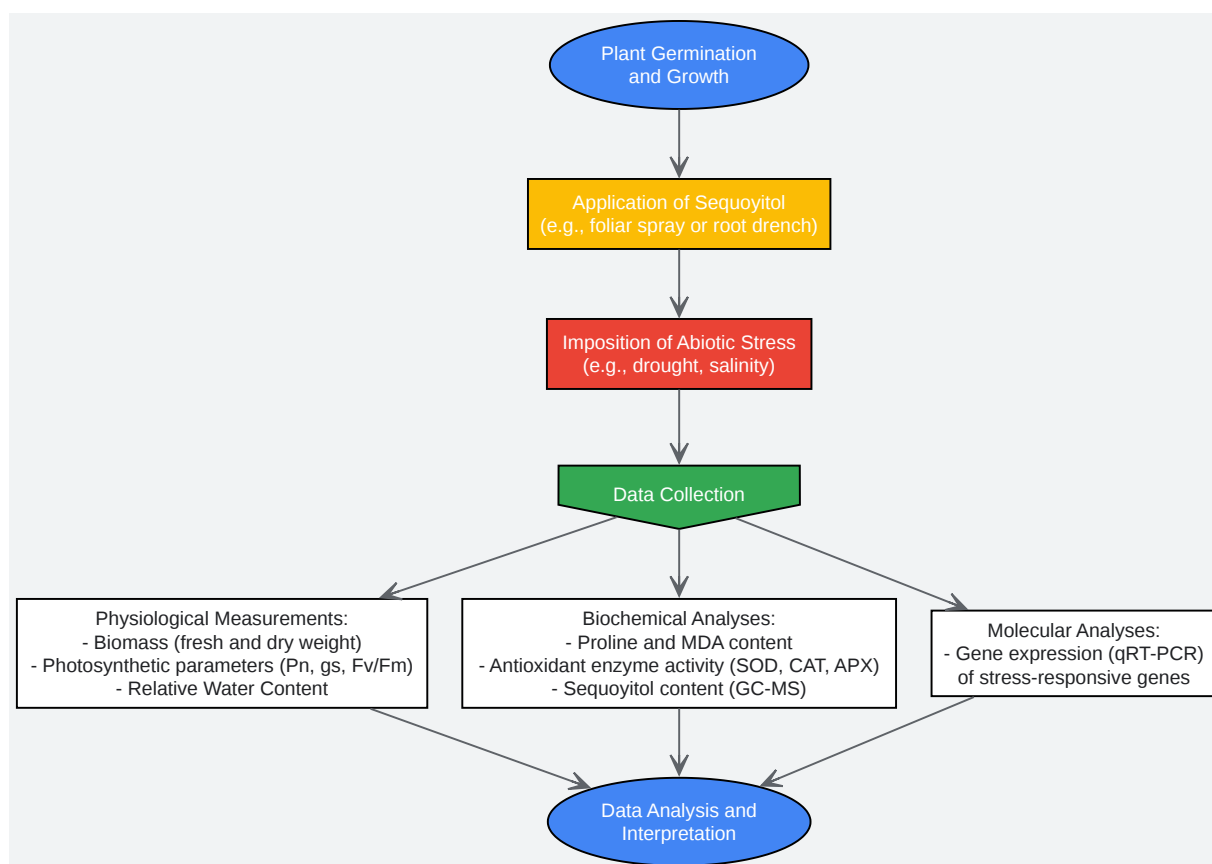 Plant Germination
and Growth
Application of Sequoyitol
(e.g., foliar spray or root drench)
Imposition of Abiotic Stress
(e.g., drought, salinity)
Data Collection
Physiological Measurements:
- Biomass (fresh and dry weight)
- Photosynthetic parameters (Pn, gs, Fv/Fm)
- Relative Water Content
Biochemical Analyses:
- Proline and MDA content
- Antioxidant enzyme activity (SOD, CAT, APX)
- Sequoyitol content (GC-MS)
Molecular Analyses:
- Gene expression (qRT-PCR)
of stress-responsive genes
Data Analysis and
Interpretation